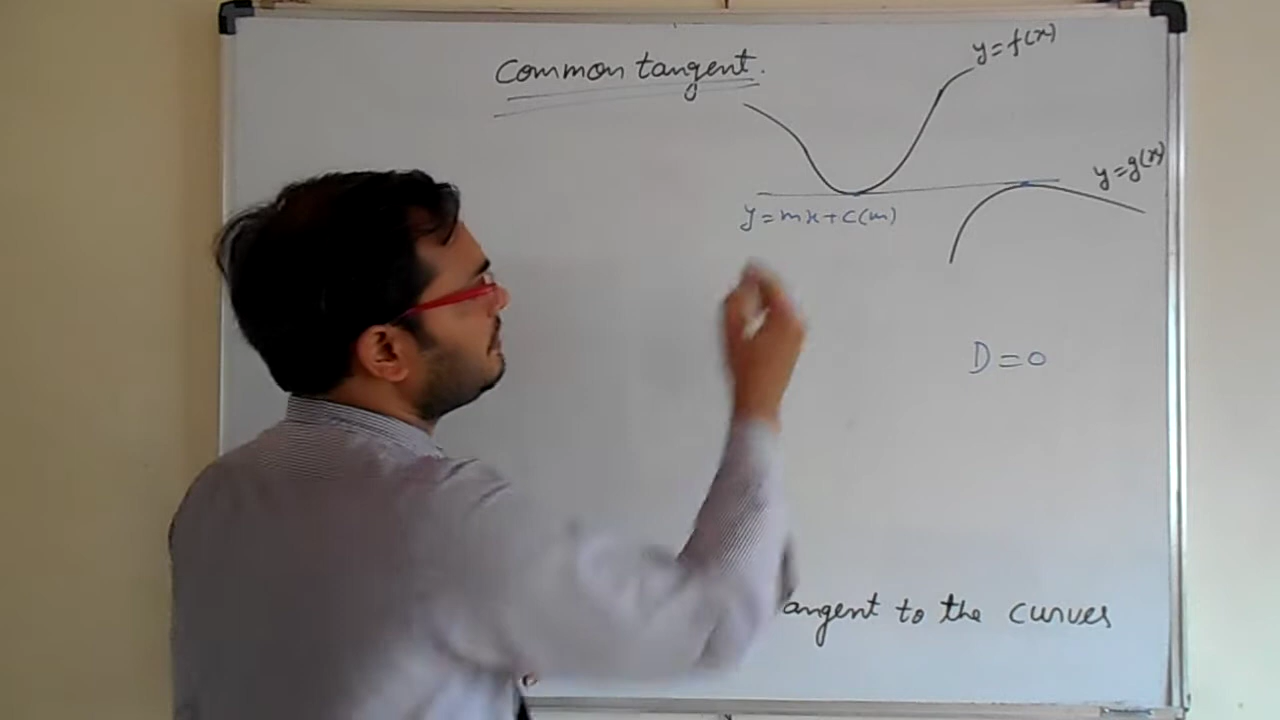 Common tangent.
y=f(x)
y=g(x)
y=mx+c(m)
D=0
angent to the curves